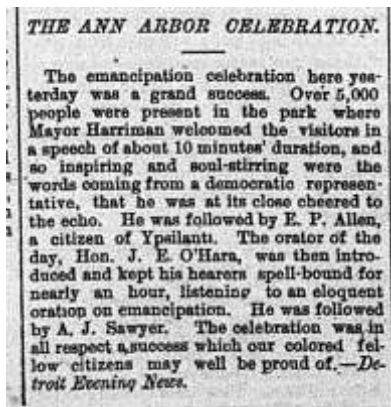 THE ANN ARBOR CELEBRATION.
The emancipation celebration here yes-
terday was a grand success. Over 5,000
people were present in the park where
Mayor Harriman welcomed the visitors in
a speech of about 10 minutes' duration, and
so inspiring and soul-stirring were the
words coming from a democratic represen-
tative, that he was at its close cheered to
the echo. He was followed by E. P. Allen,
a citizen of Ypsilanti. The orator of the
day, Hon. J. E. O'Hara, was then intro-
duced and kept his hearers spell-bound for
nearly an hour, listening to an eloquent
oration on emancipation. He was followed
by A. J. Sawyer. The celebration was in
all respect a success which our colored fel-
low citizens may well be proud of.—De-
troit Evening News.